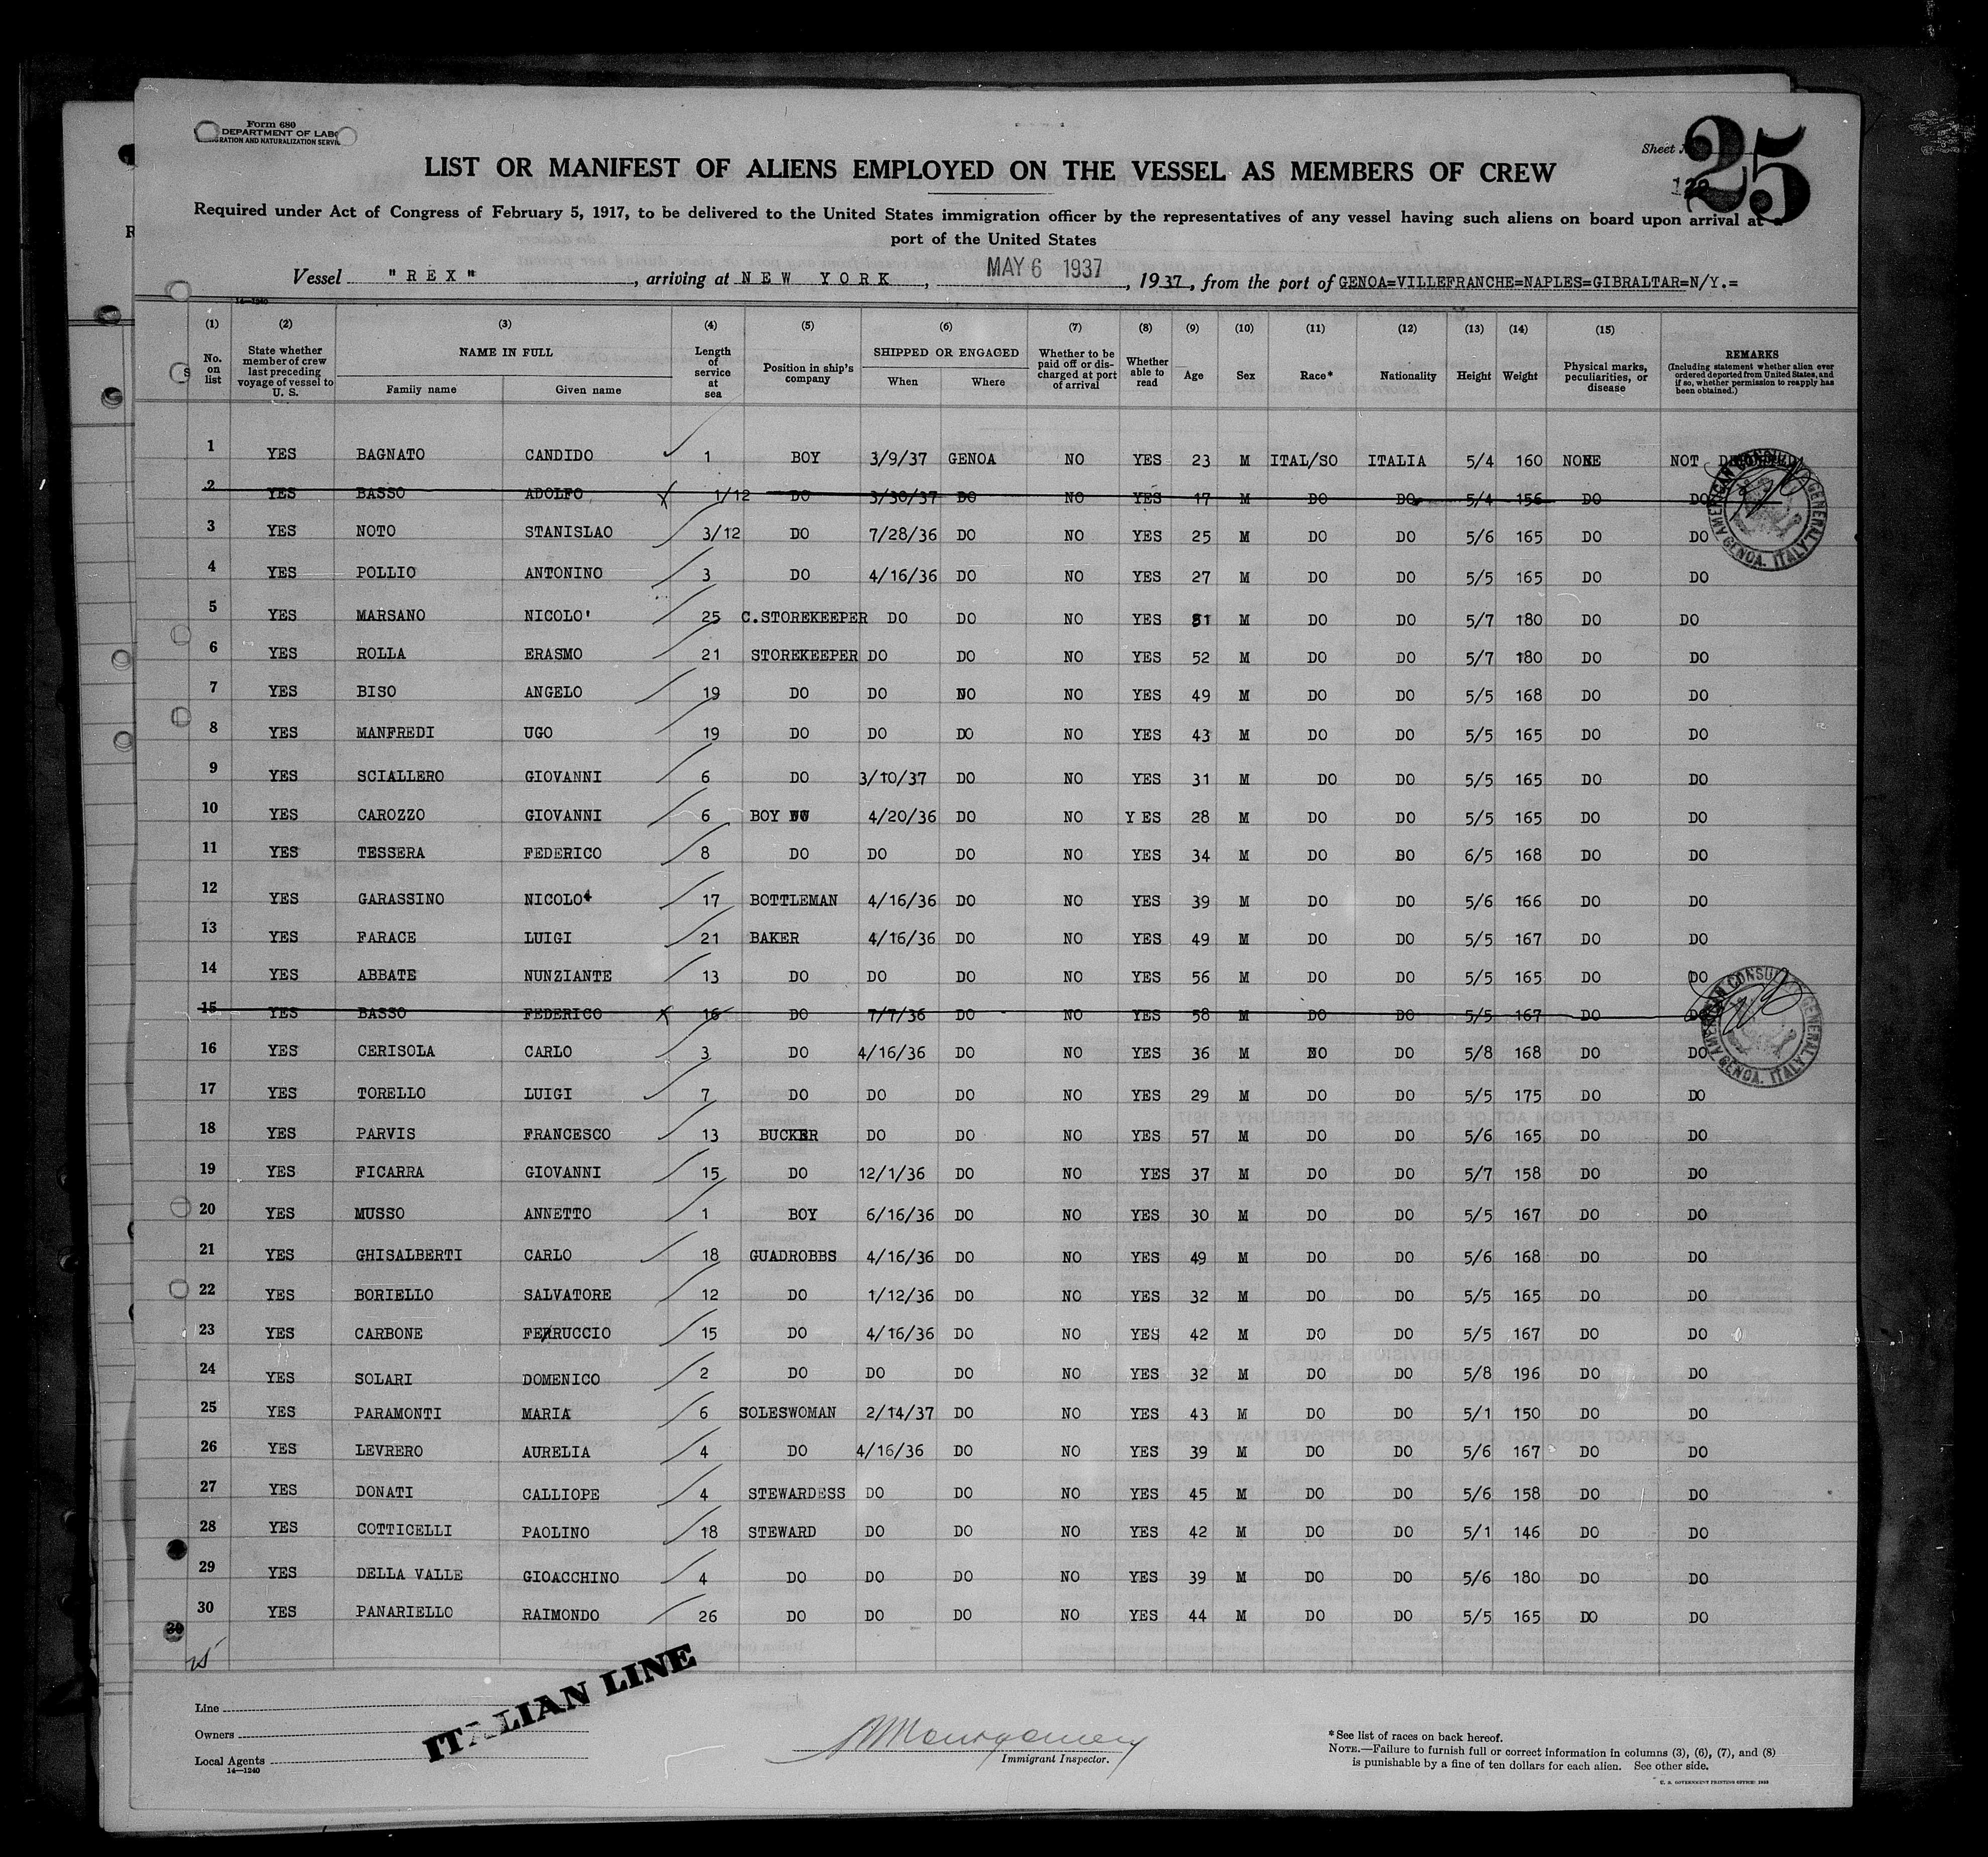 Form 680
DEPARTMENT OF LABO
GRATION AND NATURALIZATION SERVI
Sheet
25
LIST OR MANIFEST OF ALIENS EMPLOYED ON THE VESSEL AS MEMBERS OF CREW
Required under Act of Congress of February 5, 1917, to be delivered to the United States immigration officer by the representatives of any vessel having such aliens on board upon arrival at a
port of the United States
Vessel "REX", arriving at NEW YORK, MAY 6 1937, 1937, from the port of GENOA=VILLEFRANCHE=NAPLES=GIBRALTAR=N/Y.=
14—1240
(1) (2) (3) (4) (5) (6) (7) (8) (9) (10) (11) (12) (13) (14) (15)
No. on list State whether member of crew last preceding voyage of vessel to U. S. NAME IN FULL Family name Given name Length of service at sea Position in ship's company SHIPPED OR ENGAGED When Where Whether to be paid off or discharged at port of arrival Whether able to read Age Sex Race* Nationality Height Weight Physical marks, peculiarities, or disease REMARKS (Including statement whether alien ever ordered deported from United States, and if so, whether permission to reapply has been obtained.)
1 YES BAGNATO CANDIDO 1 BOY 3/9/37 GENOA NO YES 23 M ITAL/SO ITALIA 5/4 160 NONE NOT
2 YES BASSO ADOLFO 1/12 DO 3/30/37 DO NO YES 17 M DO DO 5/4 156 DO DO
3 YES NOTO STANISLAO 3/12 DO 7/28/36 DO NO YES 25 M DO DO 5/6 165 DO DO
4 YES POLLIO ANTONINO 3 DO 4/16/36 DO NO YES 27 M DO DO 5/5 165 DO DO
5 YES MARSANO NICOLO' 25 C.STOREKEEPER DO DO NO YES 51 M DO DO 5/7 180 DO DO
6 YES ROLLA ERASMO 21 STOREKEEPER DO DO NO YES 52 M DO DO 5/7 180 DO DO
7 YES BISO ANGELO 19 DO DO DO NO YES 49 M DO DO 5/5 168 DO DO
8 YES MANFREDI UGO 19 DO DO DO NO YES 43 M DO DO 5/5 165 DO DO
9 YES SCIALLERO GIOVANNI 6 DO 3/10/37 DO NO YES 31 M DO DO 5/5 165 DO DO
10 YES CAROZZO GIOVANNI 6 BOY 4/20/36 DO NO Y ES 28 M DO DO 5/5 165 DO DO
11 YES TESSERA FEDERICO 8 DO DO DO NO YES 34 M DO DO 6/5 168 DO DO
12 YES GARASSINO NICOLO' 17 BOTTLEMAN 4/16/36 DO NO YES 39 M DO DO 5/6 166 DO DO
13 YES FARACE LUIGI 21 BAKER 4/16/36 DO NO YES 49 M DO DO 5/5 167 DO DO
14 YES ABBATE NUNZIANTE 13 DO DO DO NO YES 56 M DO DO 5/5 165 DO DO
15 YES BASSO FEDERICO 16 DO 7/7/36 DO NO YES 58 M DO DO 5/5 167 DO DO
16 YES CERISOLA CARLO 3 DO 4/16/36 DO NO YES 36 M DO DO 5/8 168 DO DO
17 YES TORELLO LUIGI 7 DO DO DO NO YES 29 M DO DO 5/5 175 DO DO
18 YES PARVIS FRANCESCO 13 BUCKER DO DO NO YES 57 M DO DO 5/6 165 DO DO
19 YES FICARRA GIOVANNI 15 DO 12/1/36 DO NO YES 37 M DO DO 5/7 158 DO DO
20 YES MUSSO ANNETTO 1 BOY 6/16/36 DO NO YES 30 M DO DO 5/5 167 DO DO
21 YES GHISALBERTI CARLO 18 GUADROBBS 4/16/36 DO NO YES 49 M DO DO 5/6 168 DO DO
22 YES BORIELLO SALVATORE 12 DO 1/12/36 DO NO YES 32 M DO DO 5/5 165 DO DO
23 YES CARBONE FERRUCCIO 15 DO 4/16/36 DO NO YES 42 M DO DO 5/5 167 DO DO
24 YES SOLARI DOMENICO 2 DO DO DO NO YES 32 M DO DO 5/8 196 DO DO
25 YES PARAMONTI MARIA 6 SOLESWOMAN 2/14/37 DO NO YES 43 M DO DO 5/1 150 DO DO
26 YES LEVRERO AURELIA 4 DO 4/16/36 DO NO YES 39 M DO DO 5/6 167 DO DO
27 YES DONATI CALLIOPE 4 STEWARDESS DO DO NO YES 45 M DO DO 5/6 158 DO DO
28 YES COTTICELLI PAOLINO 18 STEWARD DO DO NO YES 42 M DO DO 5/1 146 DO DO
29 YES DELLA VALLE GIOACCHINO 4 DO DO DO NO YES 39 M DO DO 5/6 180 DO DO
30 YES PANARIELLO RAIMONDO 26 DO DO DO NO YES 44 M DO DO 5/5 165 DO DO
AMERICAN CONSULATE GENERAL GENOA. ITALY
AMERICAN CONSULATE GENERAL GENOA. ITALY
ITALIAN LINE
Line
Owners
Local Agents
14—1240
Montgomery
Immigrant Inspector.
*See list of races on back hereof.
NOTE.—Failure to furnish full or correct information in columns (3), (6), (7), and (8)
is punishable by a fine of ten dollars for each alien. See other side.
U. S. GOVERNMENT PRINTING OFFICE